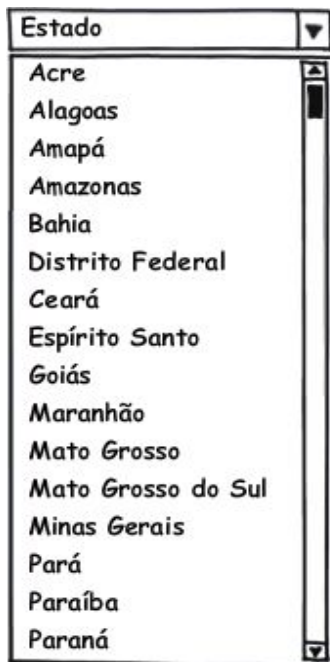 Estado
Acre
Alagoas
Amapá
Amazonas
Bahia
Distrito Federal
Ceará
Espírito Santo
Goiás
Maranhão
Mato Grosso
Mato Grosso do Sul
Minas Gerais
Pará
Paraíba
Paraná